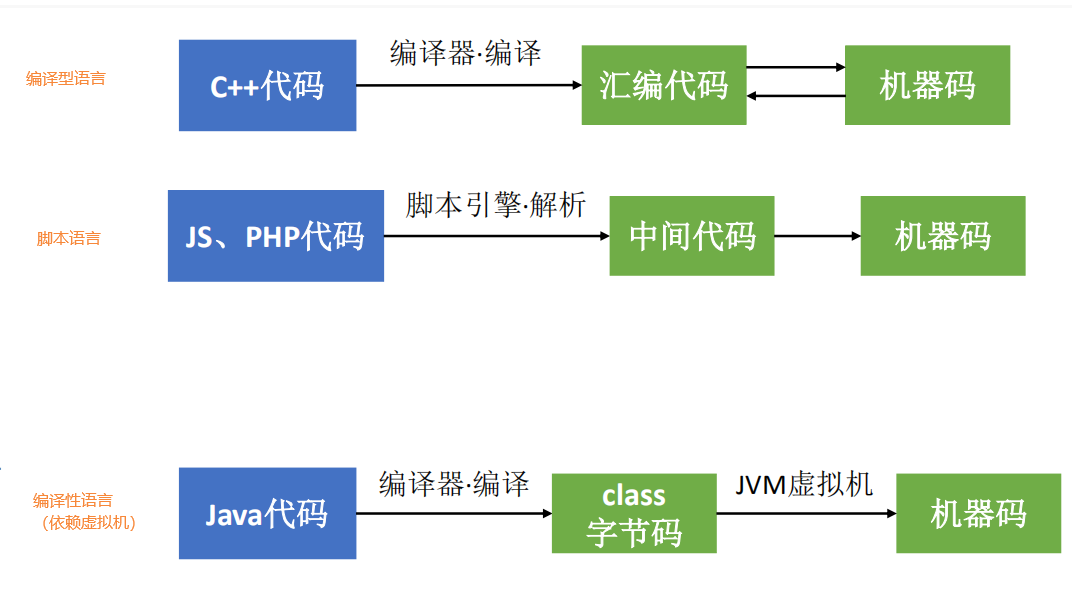 编译器·编译
编译型语言
C++代码
汇编代码
机器码
脚本引擎·解析
脚本语言
JS、PHP代码
中间代码
机器码
编译器·编译
JVM虚拟机
编译性语言
（依赖虚拟机）
Java代码
class
字节码
机器码